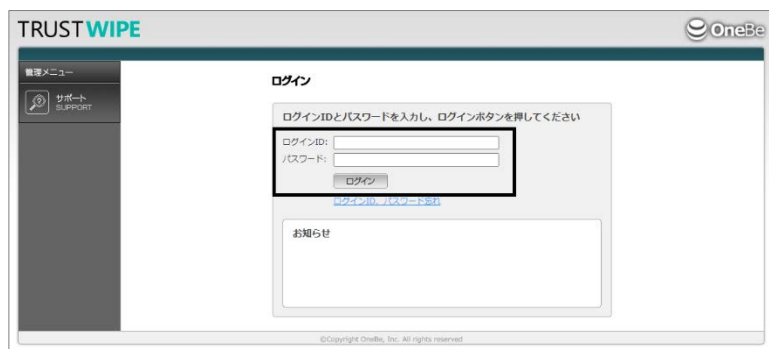 TRUST WIPE
OneBe
管理メニュー
サポート
SUPPORT
ログイン
ログインIDとパスワードを入力し、ログインボタンを押してください
ログインID:
パスワード:
ログイン
ログインID、パスワード忘れ
お知らせ
©Copyright OneBe, Inc. All rights reserved